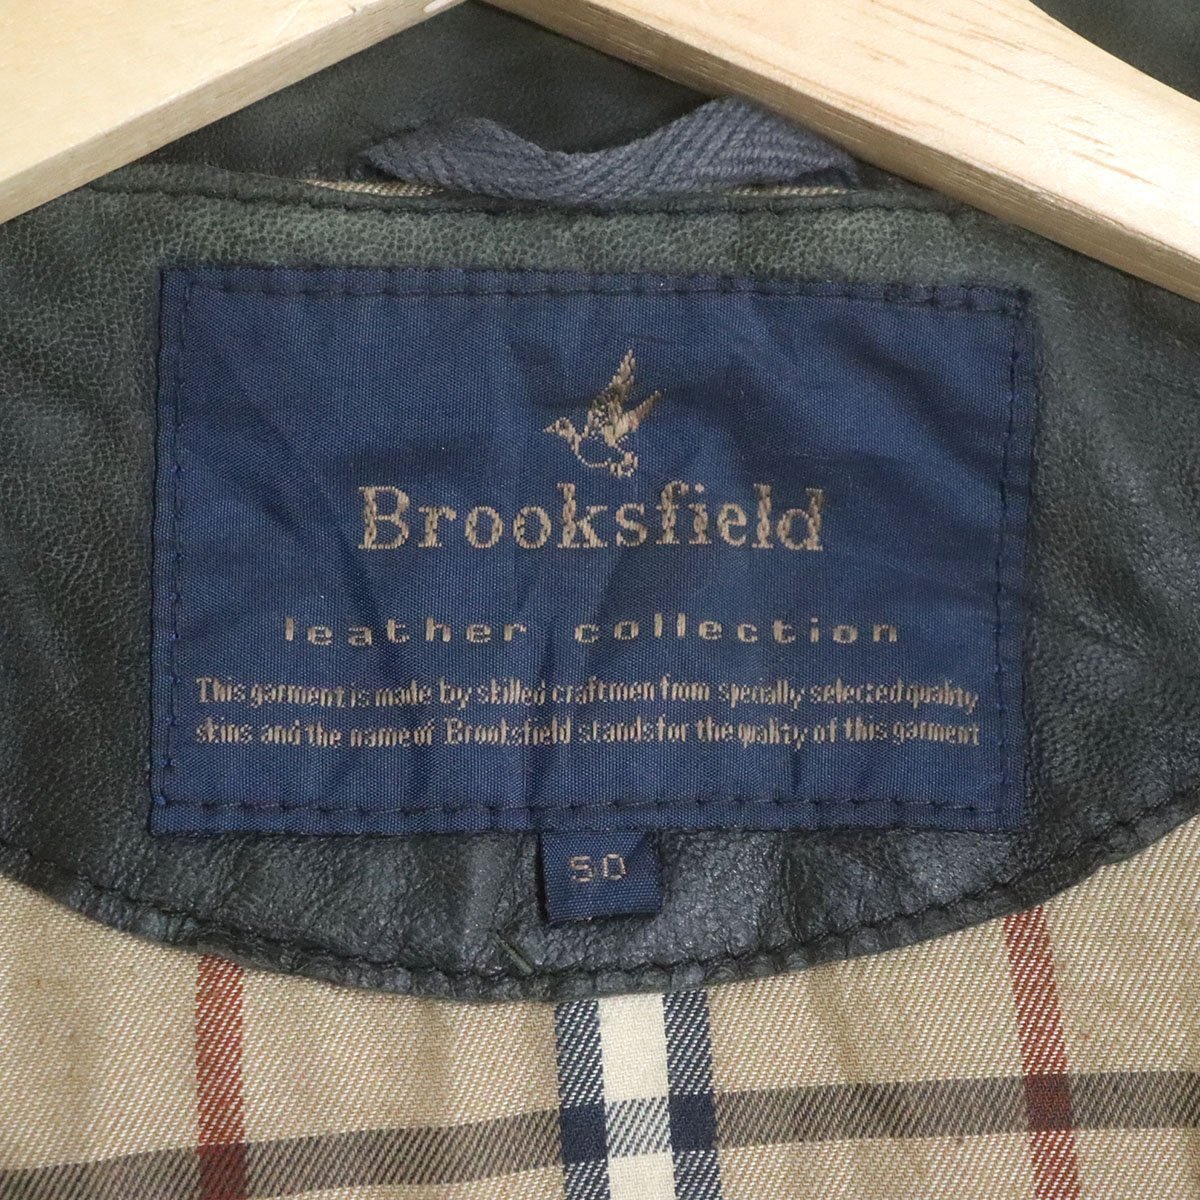 Brooksfield
leather collection
This garment is made by skilled craftmen from specially selected quality
skins and the name of Brooksfield stands for the quality of this garment
50